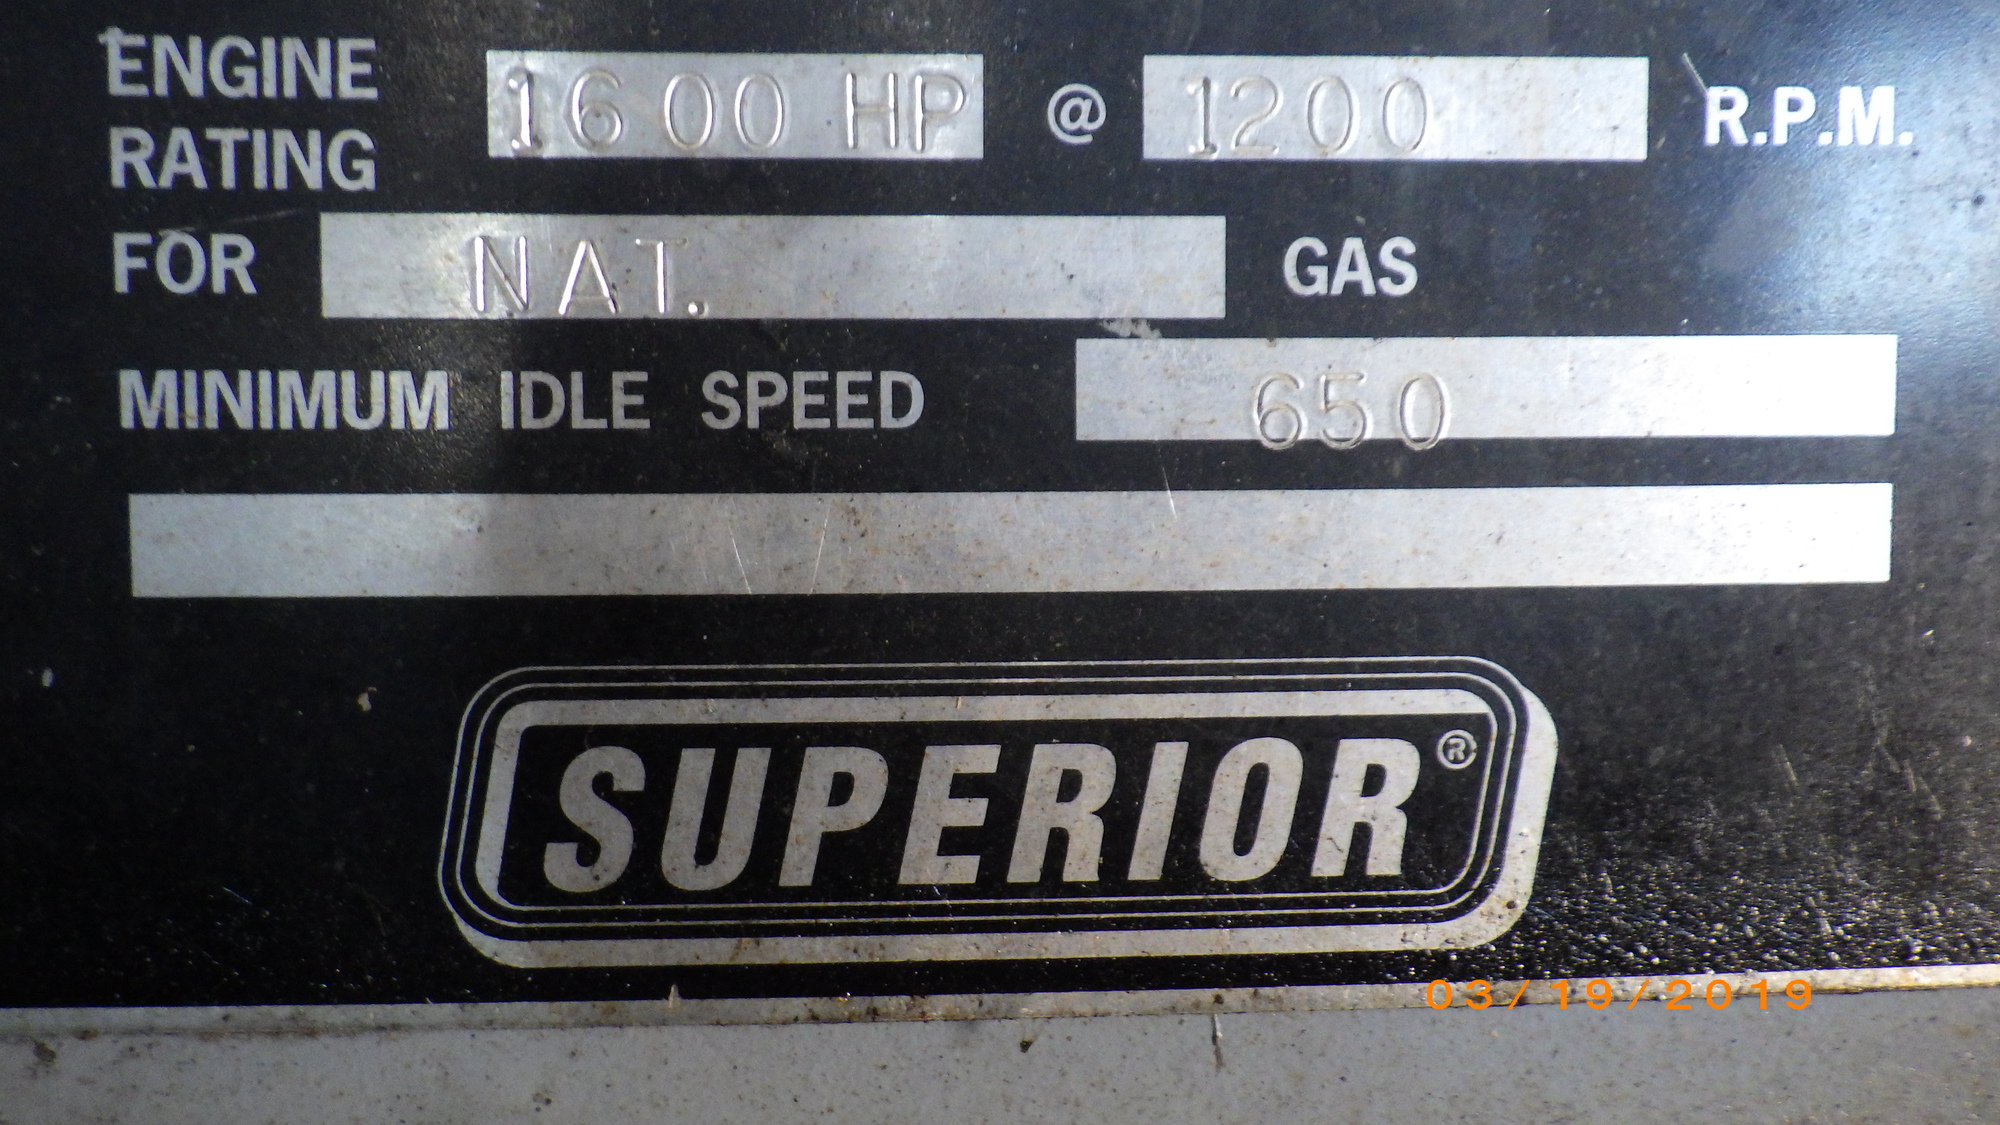 ENGINE RATING 1600 HP @ 1200 R.P.M.
FOR NAT. GAS
MINIMUM IDLE SPEED 650
SUPERIOR®
03/19/2019